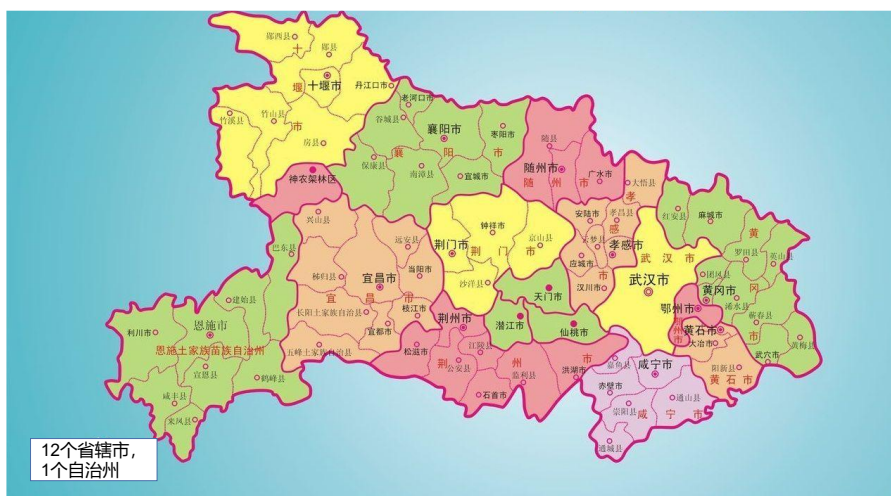 郧西县
十
郧县
十堰市
丹江口市
堰
竹溪县
竹山县
市
房县
老河口市
谷城县
襄阳市
枣阳市
襄
阳
市
保康县
南漳县
宜城市
随县
随州市
广水市
随
州
市
神农架林区
孝
大悟县
安陆市
孝昌县
感
云梦县
孝感市
应城市
市
汉川市
红安县
麻城市
黄
武
汉
市
罗田县
英山县
武汉市
团风县
黄冈市
冈
浠水县
鄂州市
蕲春县
州
市
黄石市
大冶市
市
武穴市
黄梅县
阳新县
黄石市
兴山县
巴东县
远安县
秭归县
宜昌市
当阳市
宜
昌
市
长阳土家族自治县
枝江市
宜都市
五峰土家族自治县
荆门市
钟祥市
荆
门
市
京山县
沙洋县
天门市
荆州市
潜江市
仙桃市
松滋市
江陵县
荆
州
市
公安县
监利县
洪湖市
石首市
嘉鱼县
咸宁市
赤壁市
崇阳县
通山县
咸
宁
市
通城县
建始县
利川市
恩施市
恩施土家族苗族自治州
宣恩县
鹤峰县
咸丰县
来凤县
12个省辖市，
1个自治州